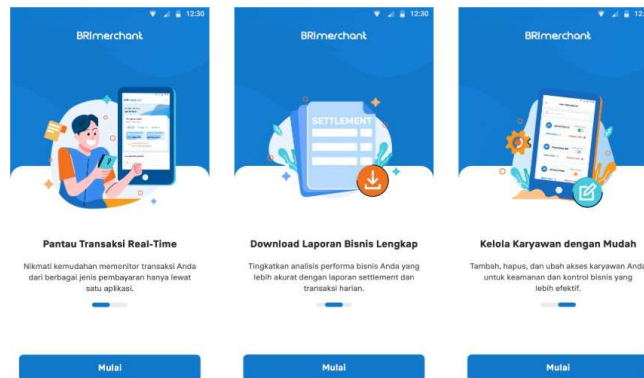 12:30
BRImerchant
Pantau Transaksi Real-Time
Nikmati kemudahan memonitor transaksi Anda
dari berbagai jenis pembayaran hanya lewat
satu aplikasi.
Mulai
12:30
BRImerchant
SETTLEMENT
Download Laporan Bisnis Lengkap
Tingkatkan analisis performa bisnis Anda yang
lebih akurat dengan laporan settlement dan
transaksi harian.
Mulai
BRImerchant
Kelola Karyawan dengan Mudah
Tambah, hapus, dan ubah akses karyawan Anda
untuk keamanan dan kontrol bisnis yang
lebih efektif.
Mulai